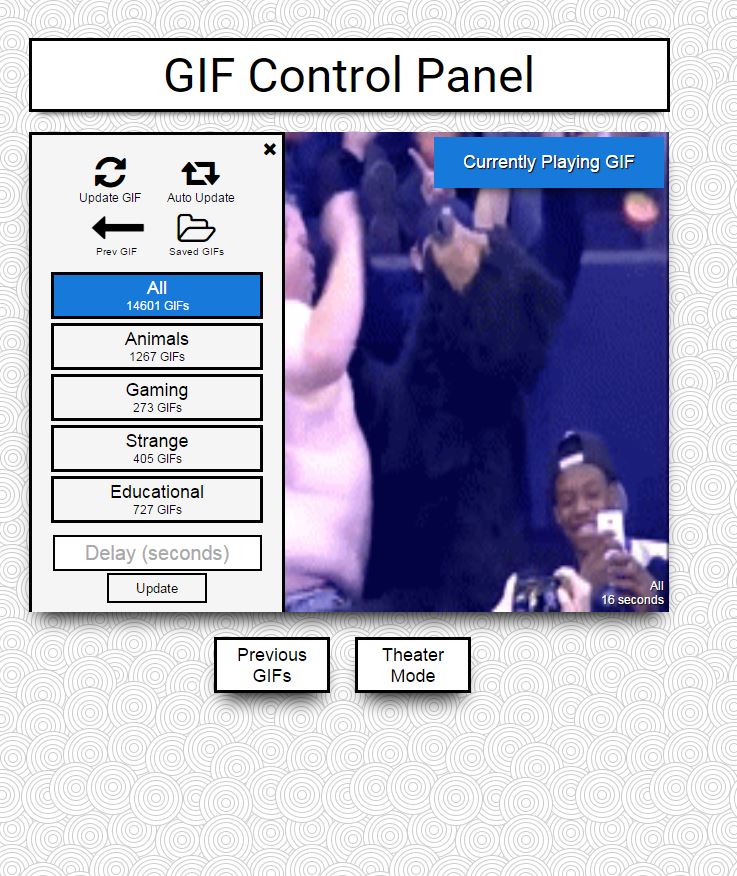 GIF Control Panel
Currently Playing GIF
Update GIF
Auto Update
Prev GIF
Saved GIFs
All
14601 GIFs
Animals
1267 GIFs
Gaming
273 GIFs
Strange
405 GIFs
Educational
727 GIFs
Delay (seconds)
Update
All
16 seconds
Previous
GIFs
Theater
Mode